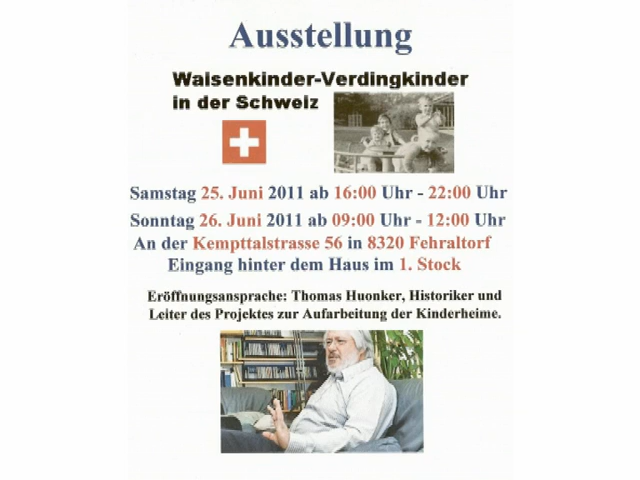 Ausstellung
Waisenkinder-Verdingkinder
in der Schweiz
Samstag 25. Juni 2011 ab 16:00 Uhr - 22:00 Uhr
Sonntag 26. Juni 2011 ab 09:00 Uhr - 12:00 Uhr
An der Kempttalstrasse 56 in 8320 Fehraltorf
Eingang hinter dem Haus im 1. Stock
Eröffnungsansprache: Thomas Huonker, Historiker und
Leiter des Projektes zur Aufarbeitung der Kinderheime.